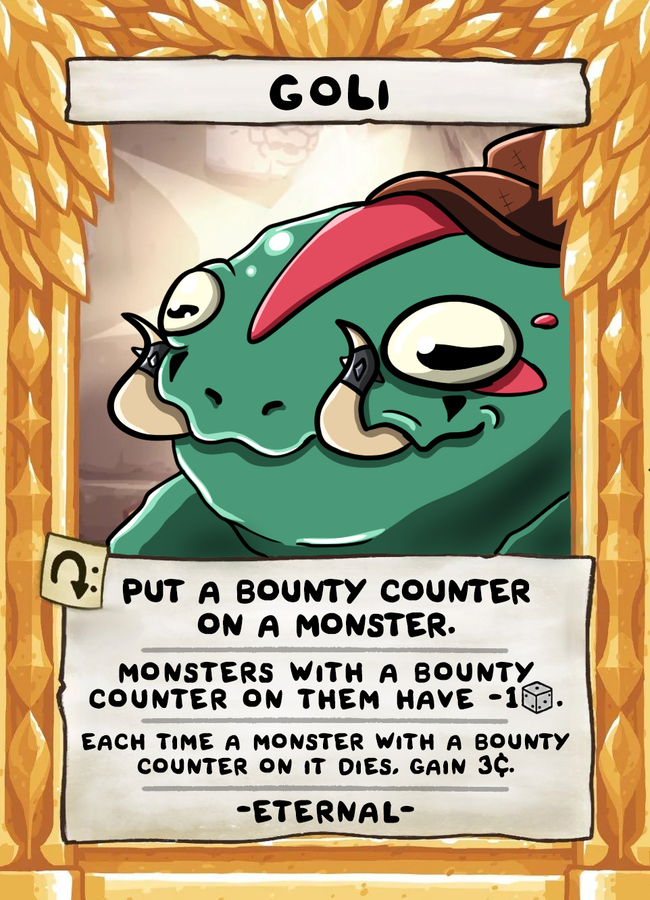 GOLI
PUT A BOUNTY COUNTER
ON A MONSTER.
MONSTERS WITH A BOUNTY
COUNTER ON THEM HAVE -1.
EACH TIME A MONSTER WITH A BOUNTY
COUNTER ON IT DIES, GAIN 3¢.
-ETERNAL-